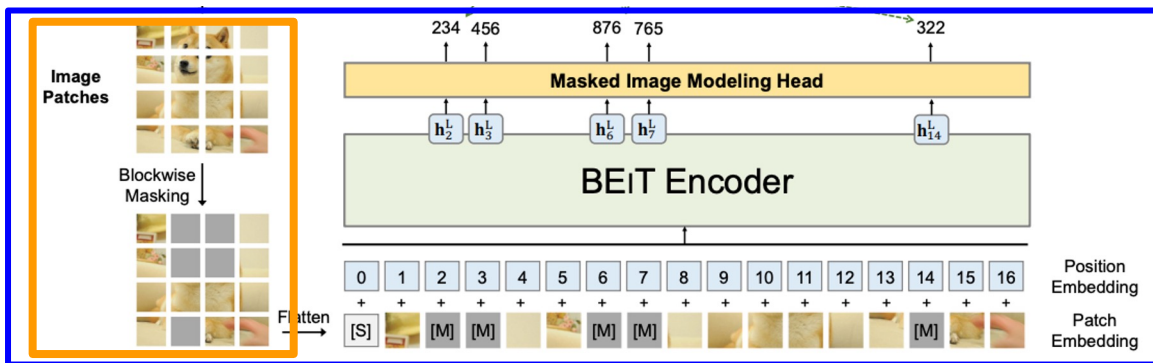 234 456 876 765 322
Image
Patches
Masked Image Modeling Head
h₂ᴸ h₃ᴸ h₆ᴸ h₇ᴸ h₁₄ᴸ
Blockwise
Masking
BEIT Encoder
0 1 2 3 4 5 6 7 8 9 10 11 12 13 14 15 16
Position
Embedding
+ + + + + + + + + + + + + + + + +
Flatten
[S] [M] [M] [M] [M] [M]
Patch
Embedding